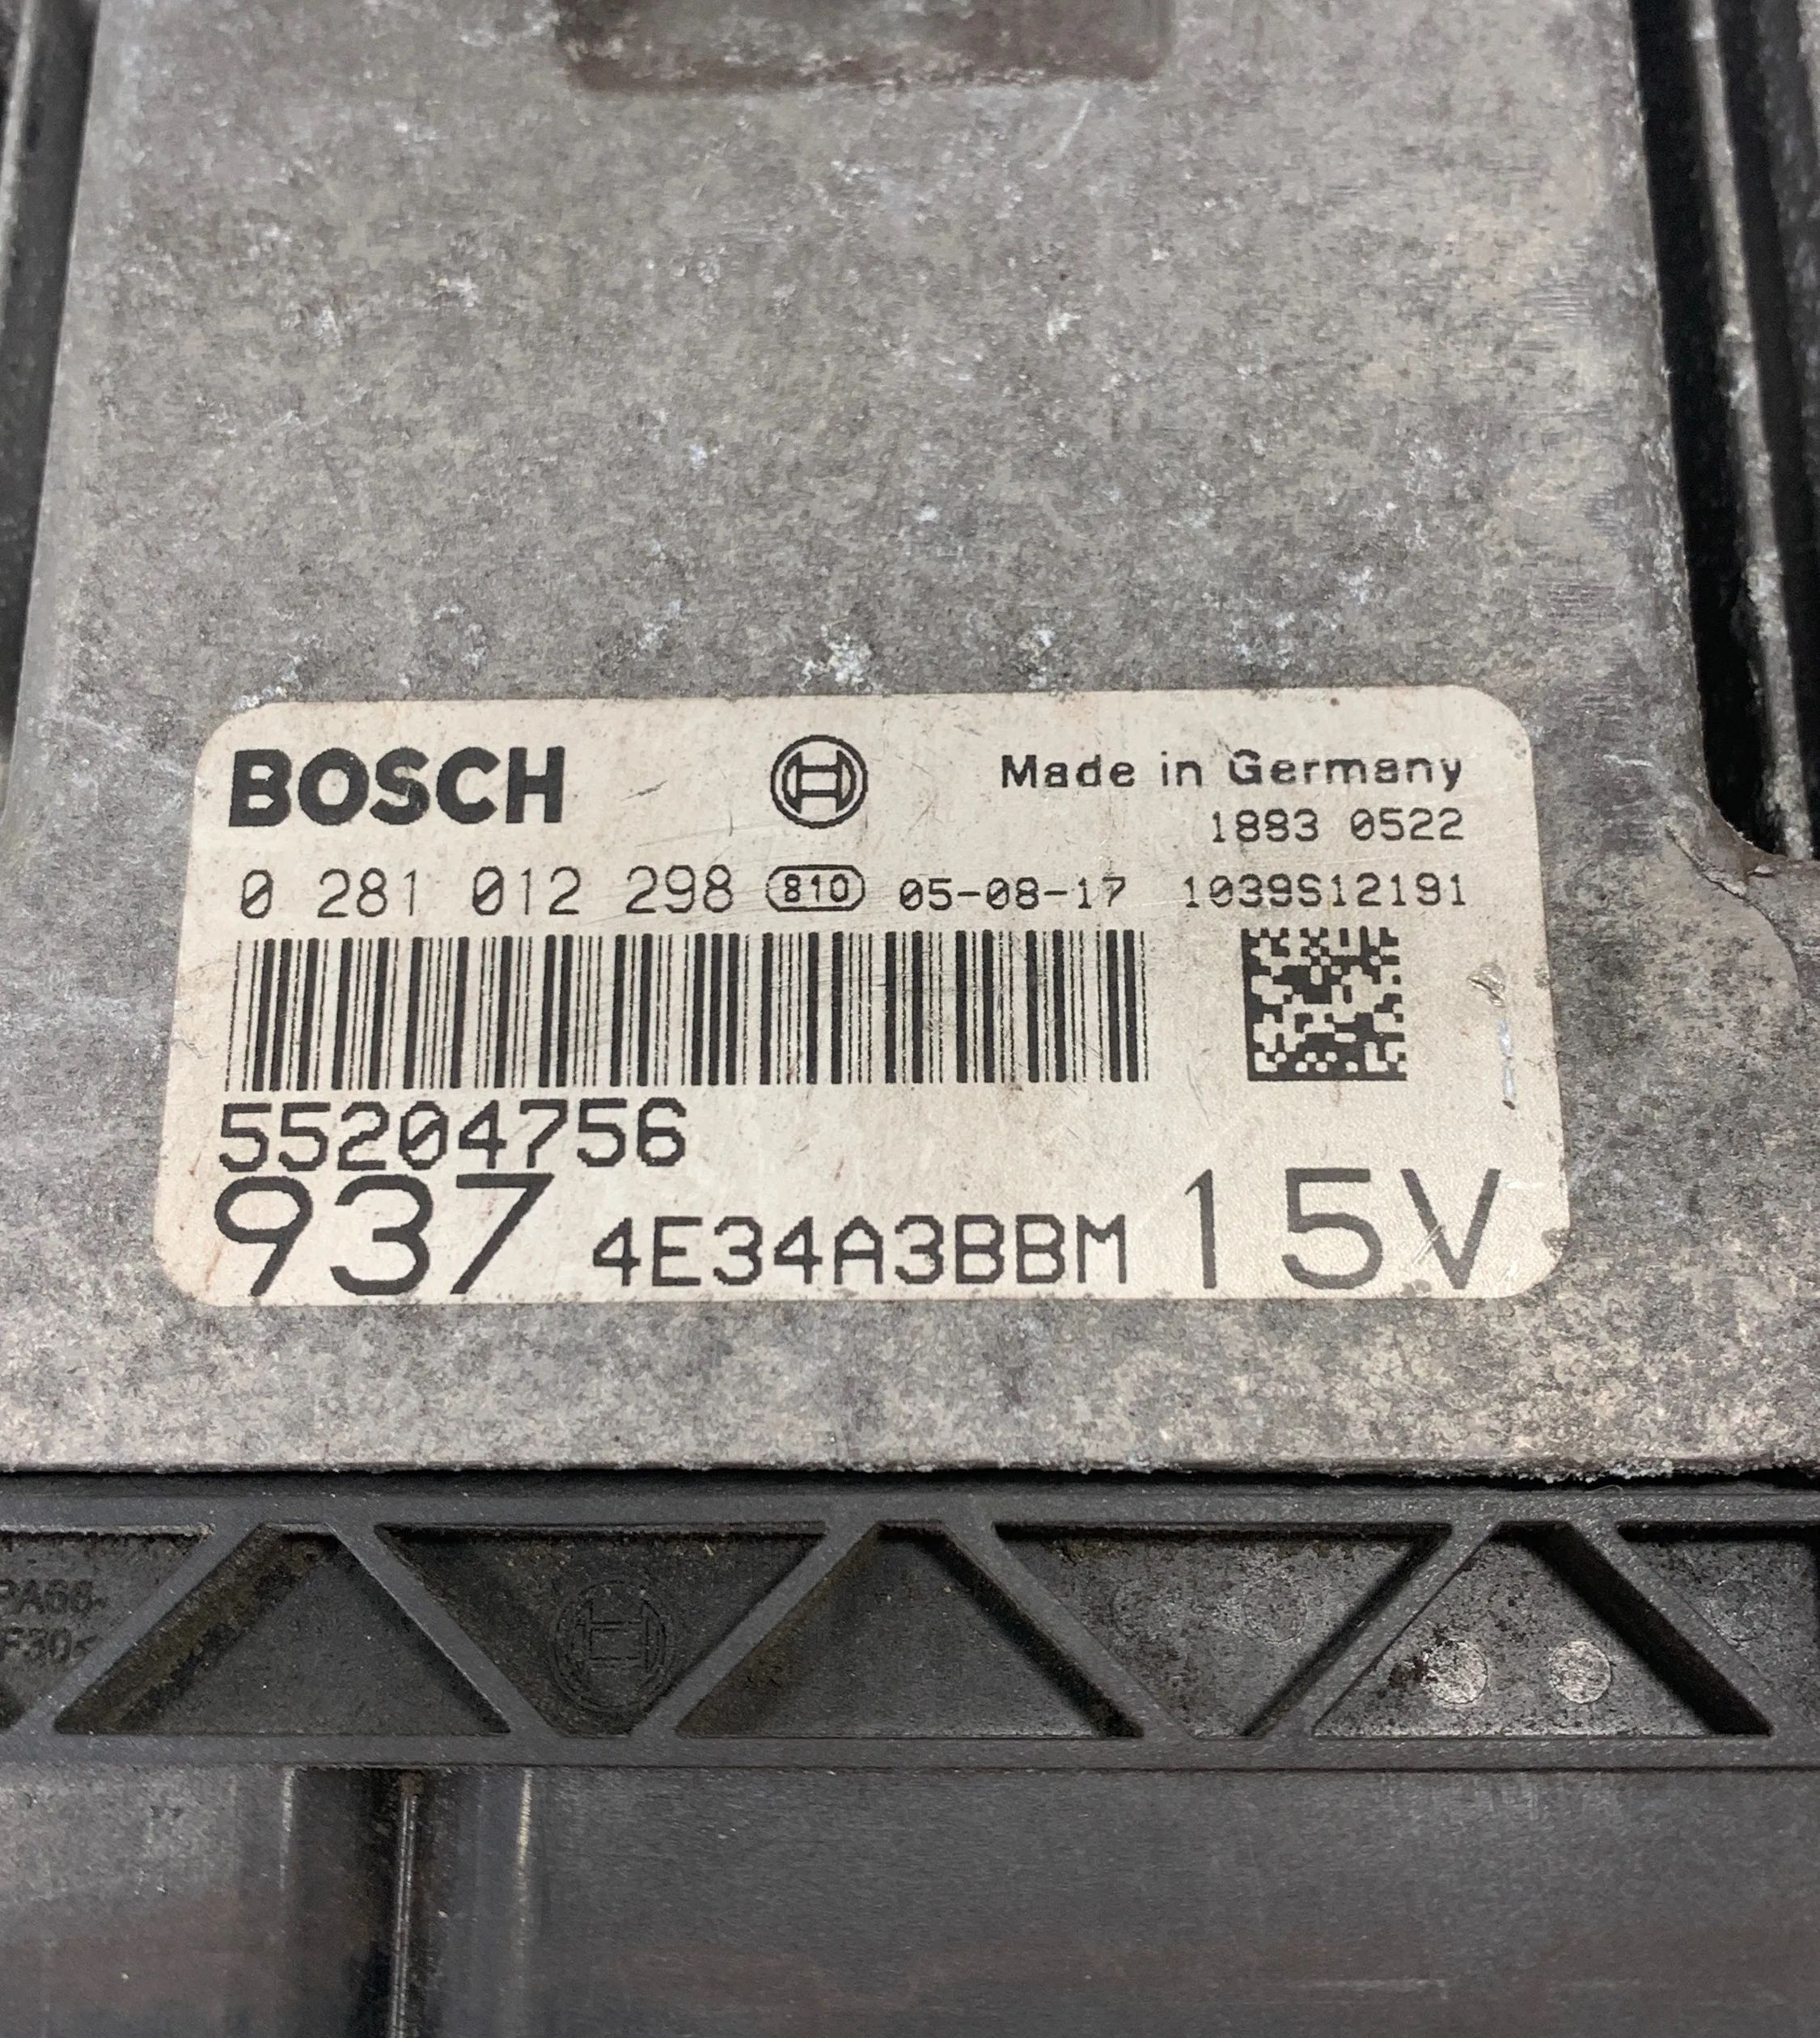 BOSCH Made in Germany
1883 0522
0 281 012 298 810 05-08-17 1039S12191
55204756
937 4E34A3BBM 15V